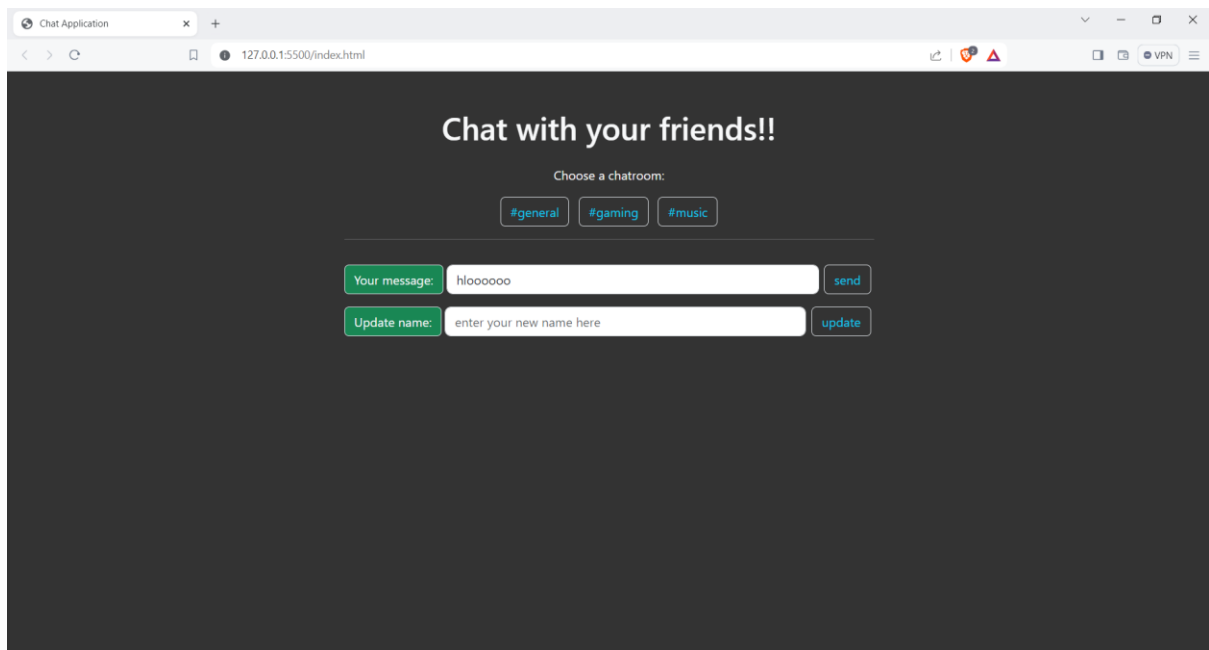 Chat Application
127.0.0.1:5500/index.html
2
VPN
Chat with your friends!!
Choose a chatroom:
#general #gaming #music
Your message: hloooooo send
Update name: enter your new name here update